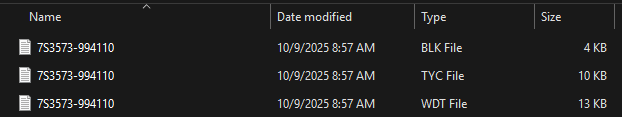 Name Date modified Type Size
7S3573-994110 10/9/2025 8:57 AM BLK File 4 KB
7S3573-994110 10/9/2025 8:57 AM TYC File 10 KB
7S3573-994110 10/9/2025 8:57 AM WDT File 13 KB